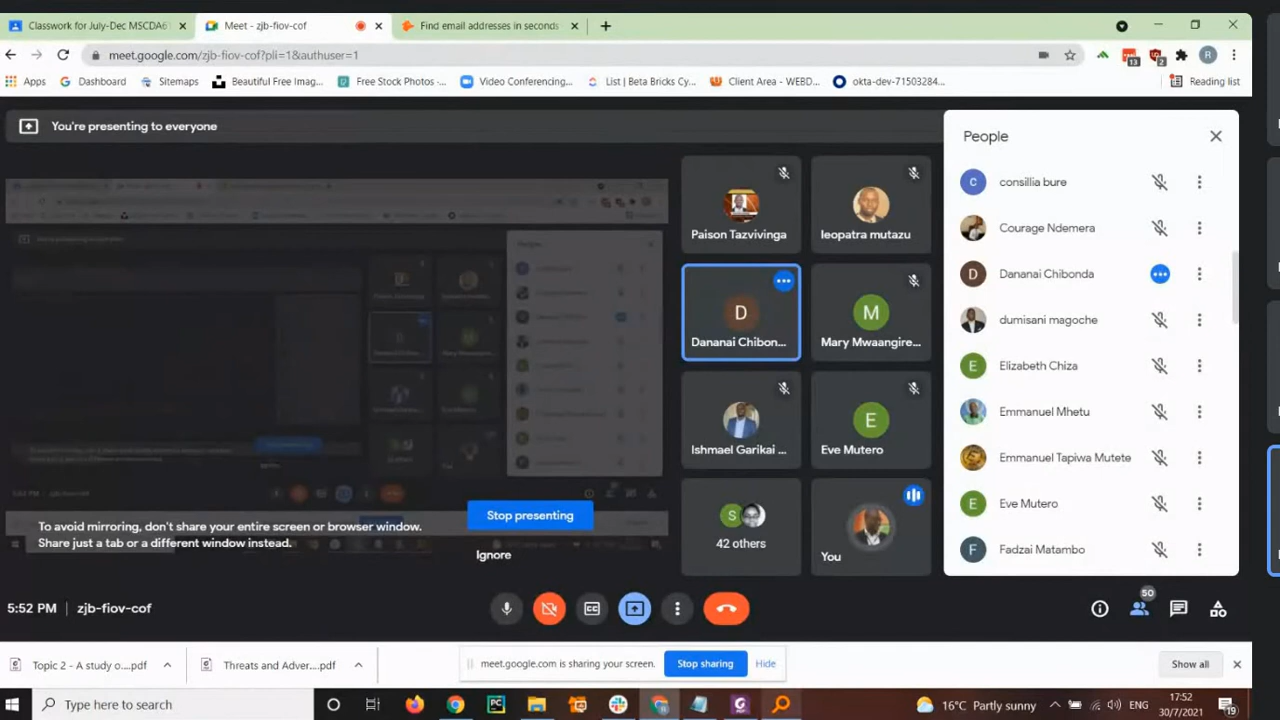 Classwork for July-Dec MSCDA6
Meet - zjb-fiov-cof
Find email addresses in seconds
meet.google.com/zjb-fiov-cof?pli=1&authuser=1
13
2
R
Apps
Dashboard
Sitemaps
Beautiful Free Imag...
Free Stock Photos -...
Video Conferencing,...
List | Beta Bricks Cy...
Client Area - WEBD...
okta-dev-71503284...
Reading list
You're presenting to everyone
People
Paison Tazvivinga
leopatra mutazu
D
Dananai Chibon...
M
Mary Mwaangire...
Ishmael Garikai ...
E
Eve Mutero
S
42 others
You
c
consillia bure
Courage Ndemera
D
Dananai Chibonda
dumisani magoche
E
Elizabeth Chiza
Emmanuel Mhetu
Emmanuel Tapiwa Mutete
E
Eve Mutero
F
Fadzai Matambo
To avoid mirroring, don't share your entire screen or browser window.
Share just a tab or a different window instead.
Stop presenting
Ignore
5:52 PM | zjb-fiov-cof
CC
50
Topic 2 - A study o....pdf
Threats and Adver....pdf
meet.google.com is sharing your screen.
Stop sharing
Hide
Show all
Type here to search
PC
16°C Partly sunny
ENG
17:52
30/7/2021
19